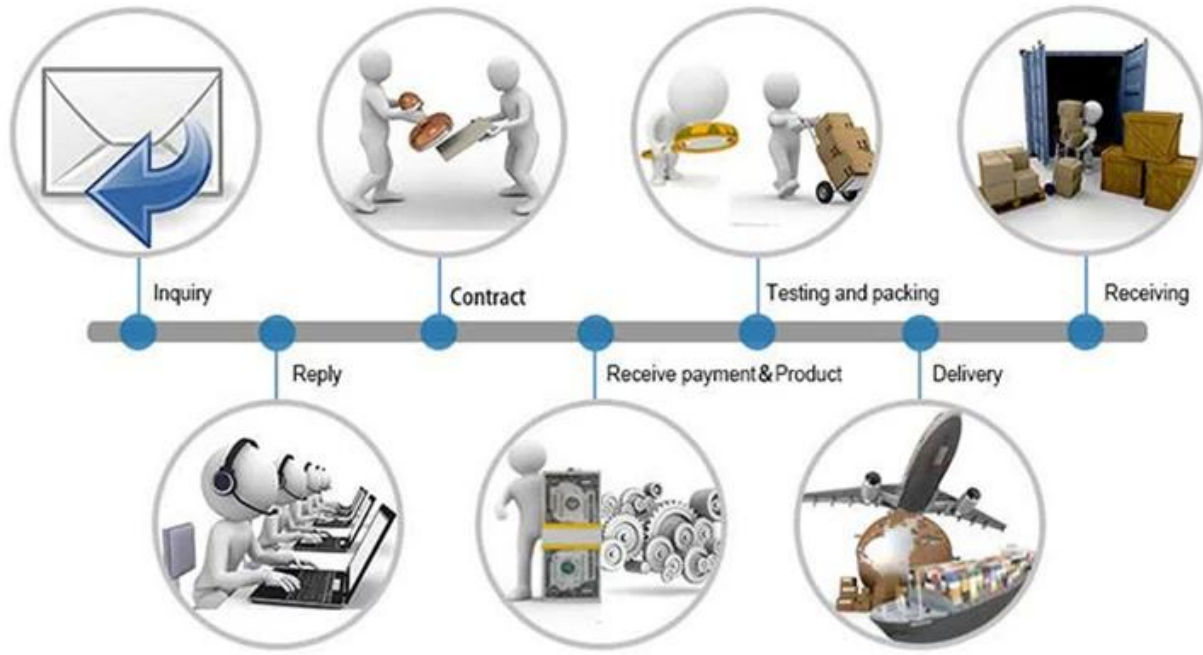 Inquiry
Contract
Testing and packing
Receiving
Reply
Receive payment&Product
Delivery